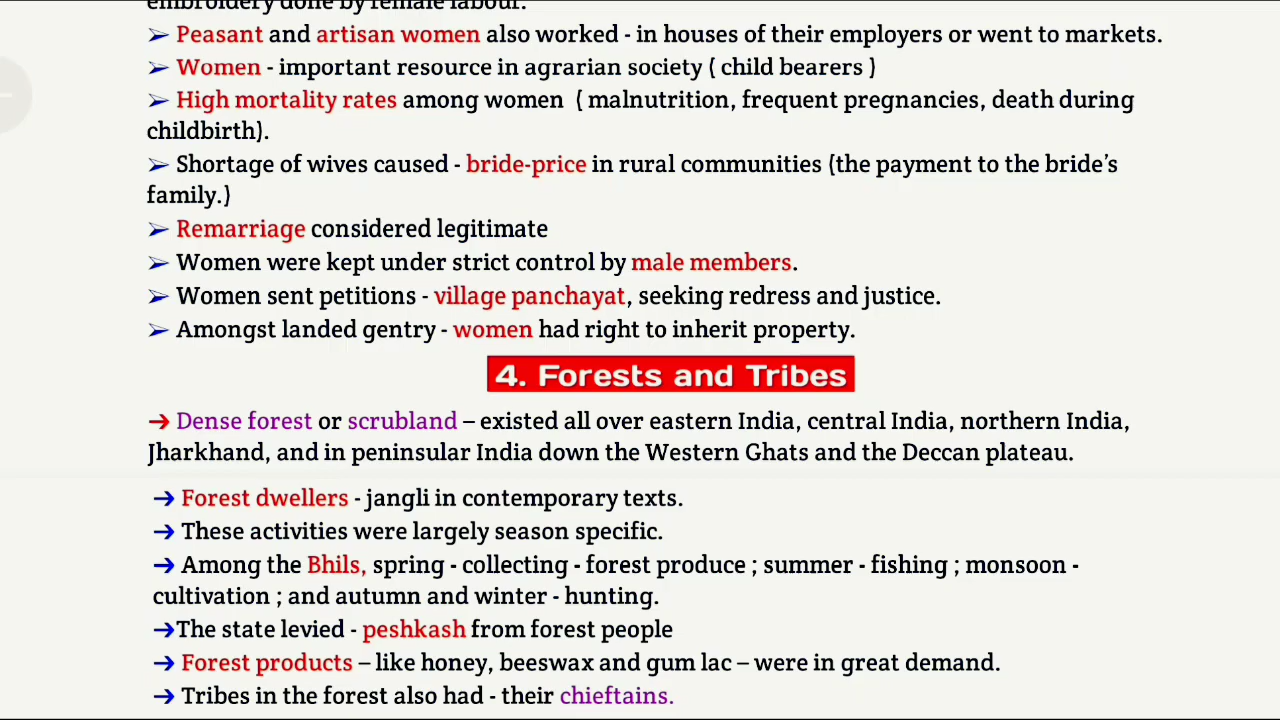 embroidery done by female labour.
➢ Peasant and artisan women also worked - in houses of their employers or went to markets.
➢ Women - important resource in agrarian society ( child bearers )
➢ High mortality rates among women ( malnutrition, frequent pregnancies, death during
childbirth).
➢ Shortage of wives caused - bride-price in rural communities (the payment to the bride’s
family.)
➢ Remarriage considered legitimate
➢ Women were kept under strict control by male members.
➢ Women sent petitions - village panchayat, seeking redress and justice.
➢ Amongst landed gentry - women had right to inherit property.
4. Forests and Tribes
➔ Dense forest or scrubland – existed all over eastern India, central India, northern India,
Jharkhand, and in peninsular India down the Western Ghats and the Deccan plateau.
➔ Forest dwellers - jangli in contemporary texts.
➔ These activities were largely season specific.
➔ Among the Bhils, spring - collecting - forest produce ; summer - fishing ; monsoon -
cultivation ; and autumn and winter - hunting.
➔The state levied - peshkash from forest people
➔ Forest products – like honey, beeswax and gum lac – were in great demand.
➔ Tribes in the forest also had - their chieftains.